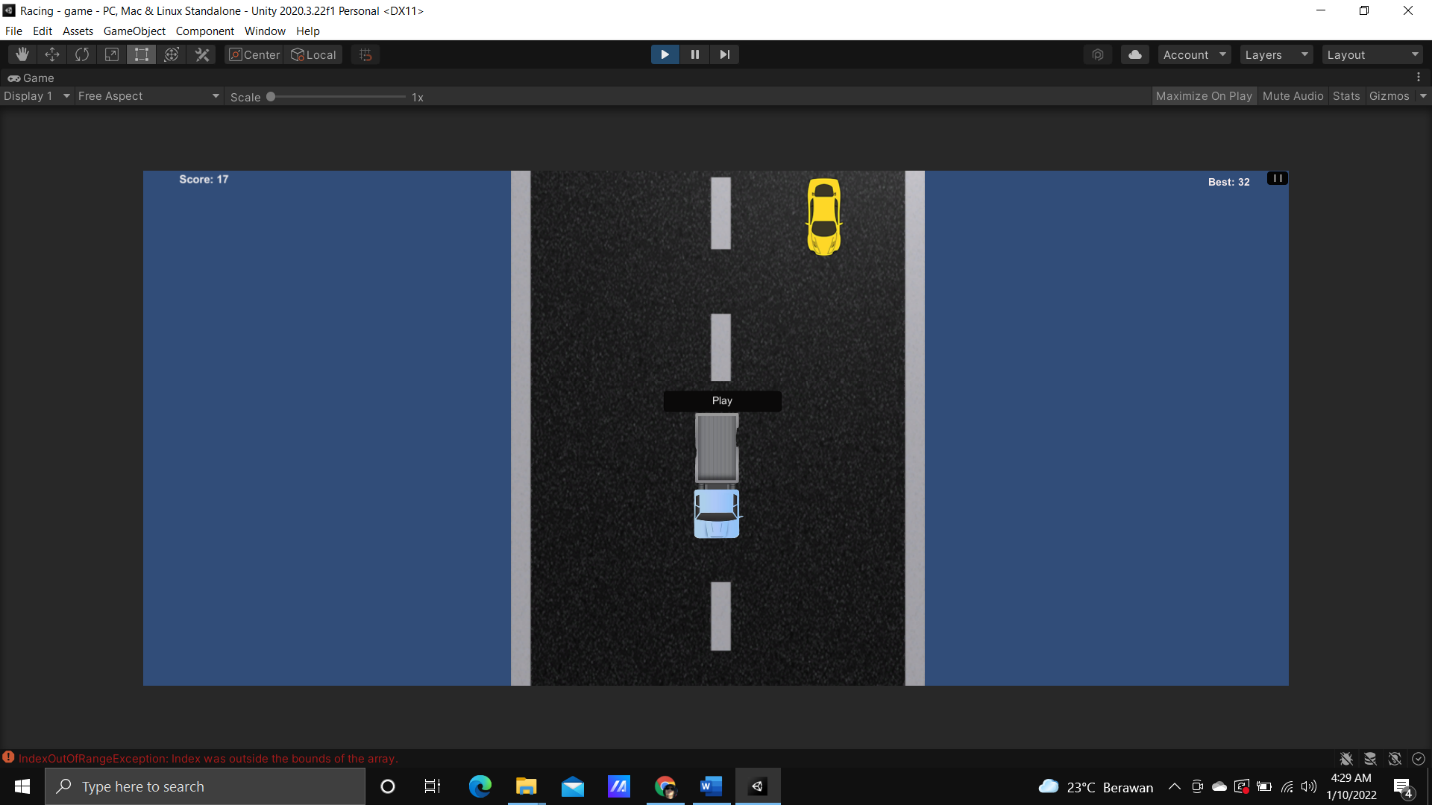 Racing - game - PC, Mac & Linux Standalone - Unity 2020.3.22f1 Personal <DX11>
File Edit Assets GameObject Component Window Help
Center Local Account Layers Layout
Game
Display 1 Free Aspect Scale 1x Maximize On Play Mute Audio Stats Gizmos
Score: 17
Best: 32
Play
IndexOutOfRangeException: Index was outside the bounds of the array.
Type here to search
23°C Berawan
4:29 AM
1/10/2022
4